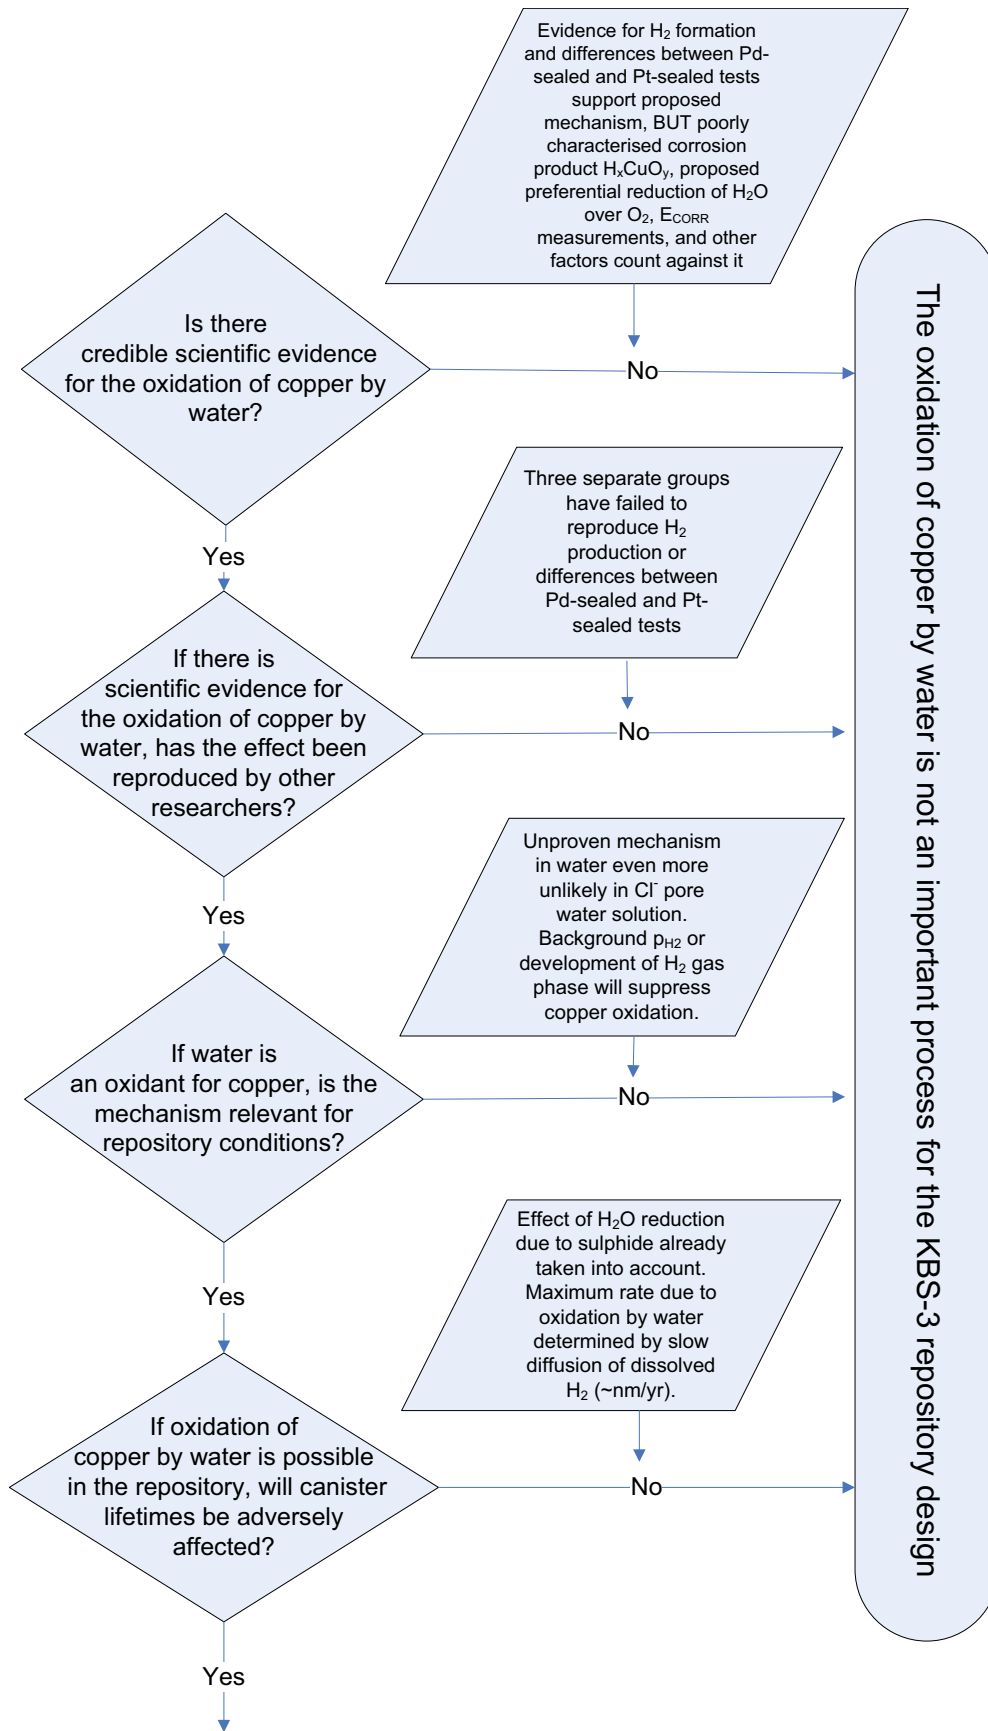 Evidence for H₂ formation
and differences between Pd-
sealed and Pt-sealed tests
support proposed
mechanism, BUT poorly
characterised corrosion
product HₓCuOᵧ, proposed
preferential reduction of H₂O
over O₂, E_CORR
measurements, and other
factors count against it
Is there
credible scientific evidence
for the oxidation of copper by
water?
No
Yes
Three separate groups
have failed to
reproduce H₂
production or
differences between
Pd-sealed and Pt-
sealed tests
If there is
scientific evidence for
the oxidation of copper by
water, has the effect been
reproduced by other
researchers?
No
Yes
Unproven mechanism
in water even more
unlikely in Cl⁻ pore
water solution.
Background p_H2 or
development of H₂ gas
phase will suppress
copper oxidation.
If water is
an oxidant for copper, is the
mechanism relevant for
repository conditions?
No
Yes
Effect of H₂O reduction
due to sulphide already
taken into account.
Maximum rate due to
oxidation by water
determined by slow
diffusion of dissolved
H₂ (~nm/yr).
If oxidation of
copper by water is possible
in the repository, will canister
lifetimes be adversely
affected?
No
Yes
The oxidation of copper by water is not an important process for the KBS-3 repository design